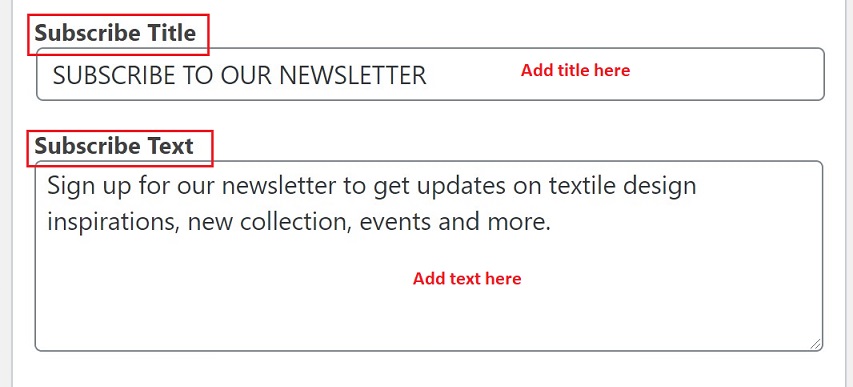 Subscribe Title
SUBSCRIBE TO OUR NEWSLETTER
Add title here
Subscribe Text
Sign up for our newsletter to get updates on textile design
inspirations, new collection, events and more.
Add text here